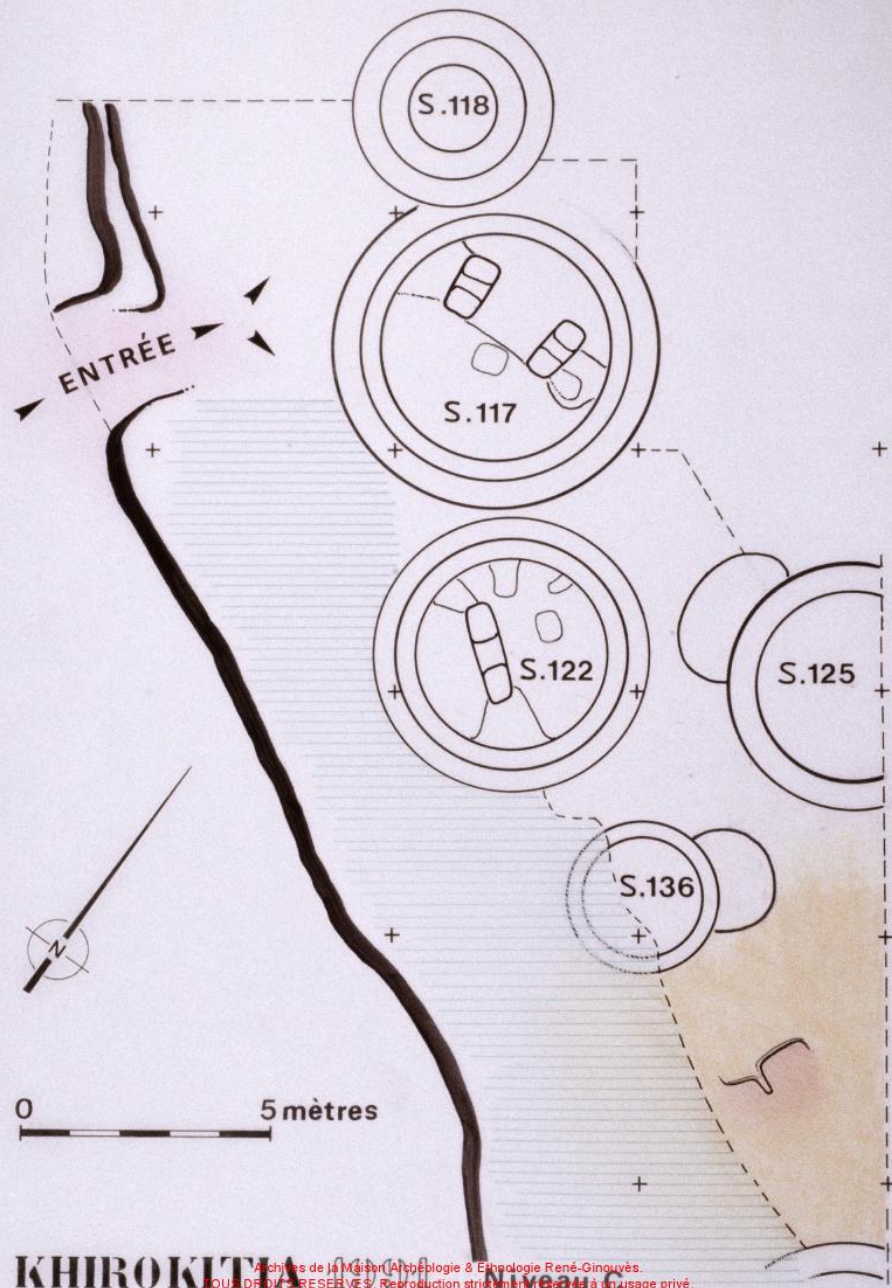 S.118
ENTRÉE
S.117
S.122
S.125
S.136
N
0 5 mètres
KHIROKITIA Niveau C
Archives de la Maison Archéologie & Ethnologie René-Ginouvès.
TOUS DROITS RESERVES. Reproduction strictement réservée à un usage privé.